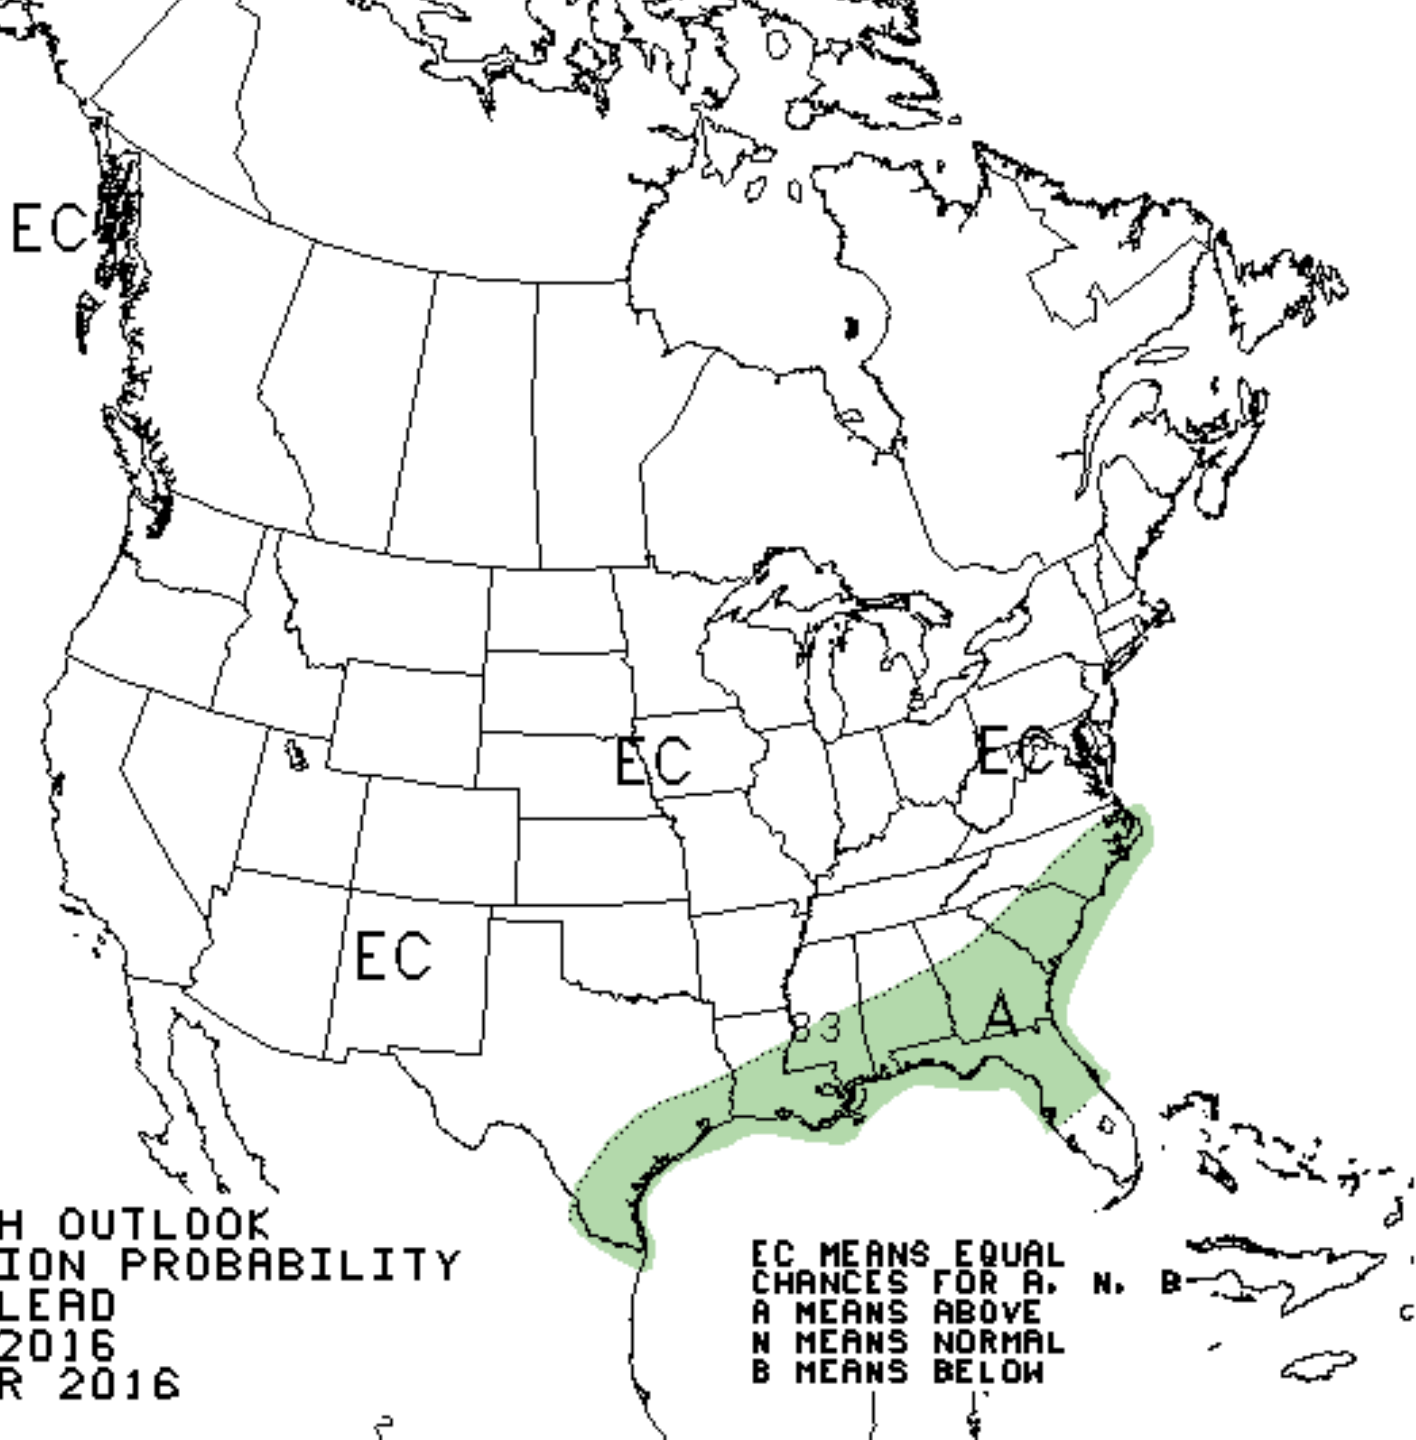 EC
EC
EC
EC
A
H OUTLOOK
ION PROBABILITY
LEAD
2016
R 2016
EC MEANS EQUAL
CHANCES FOR A, N, B
A MEANS ABOVE
N MEANS NORMAL
B MEANS BELOW